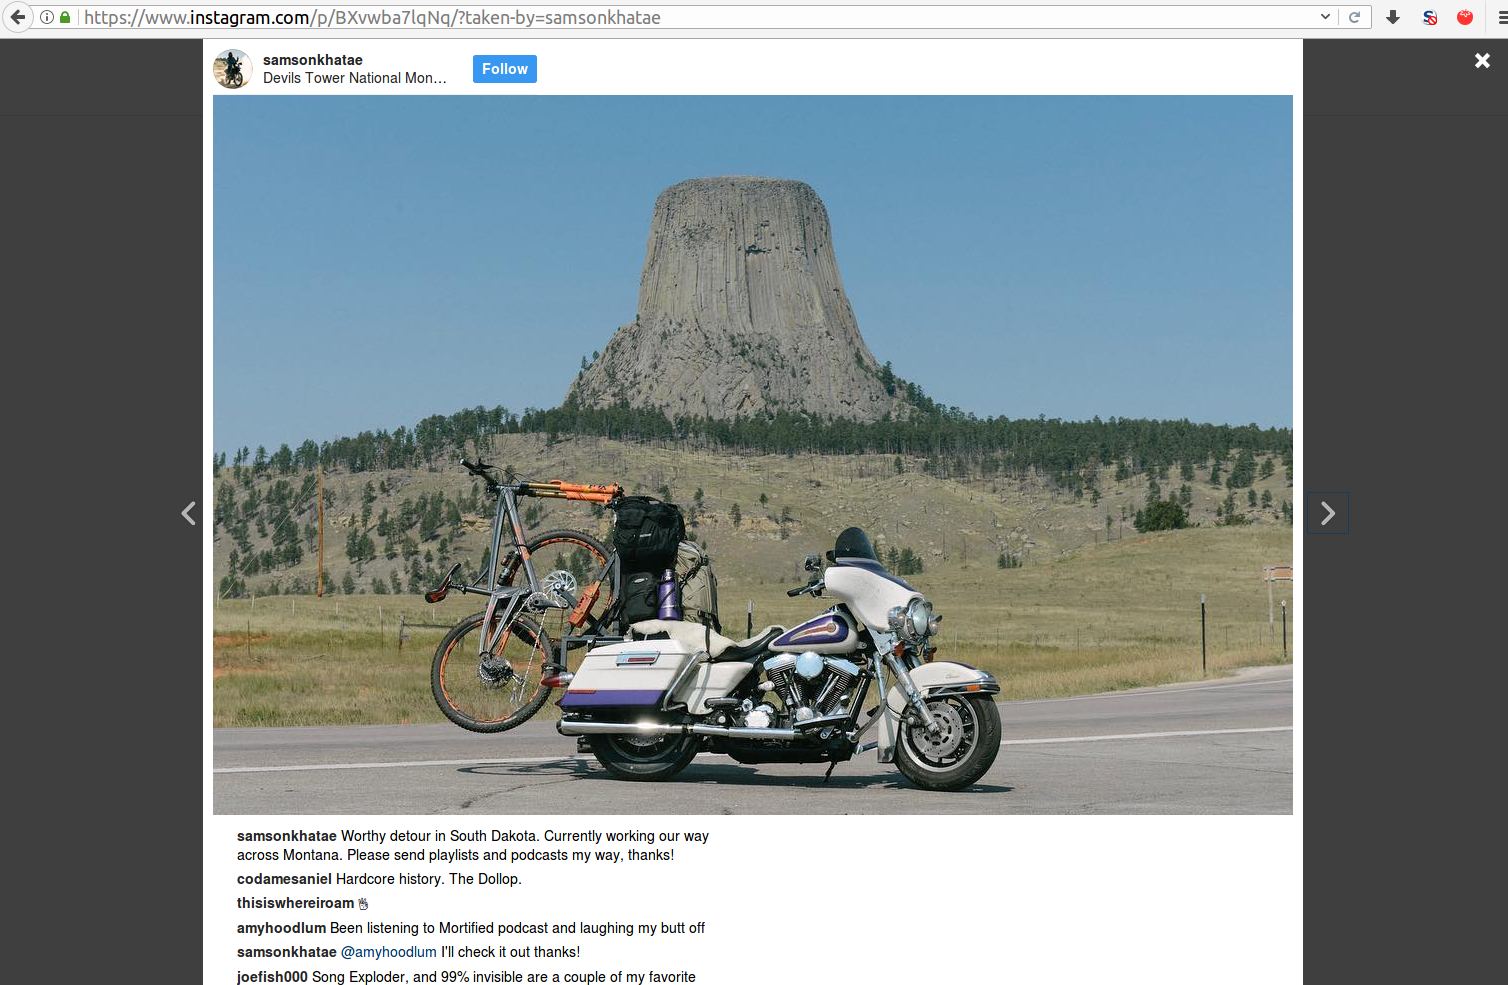 https://www.instagram.com/p/BXvwba7lqNq/?taken-by=samsonkhatae
samsonkhatae
Devils Tower National Mon...
Follow
samsonkhatae Worthy detour in South Dakota. Currently working our way
across Montana. Please send playlists and podcasts my way, thanks!
codamesaniel Hardcore history. The Dollop.
thisiswhereiroam
amyhoodlum Been listening to Mortified podcast and laughing my butt off
samsonkhatae @amyhoodlum I'll check it out thanks!
joefish000 Song Exploder, and 99% invisible are a couple of my favorite